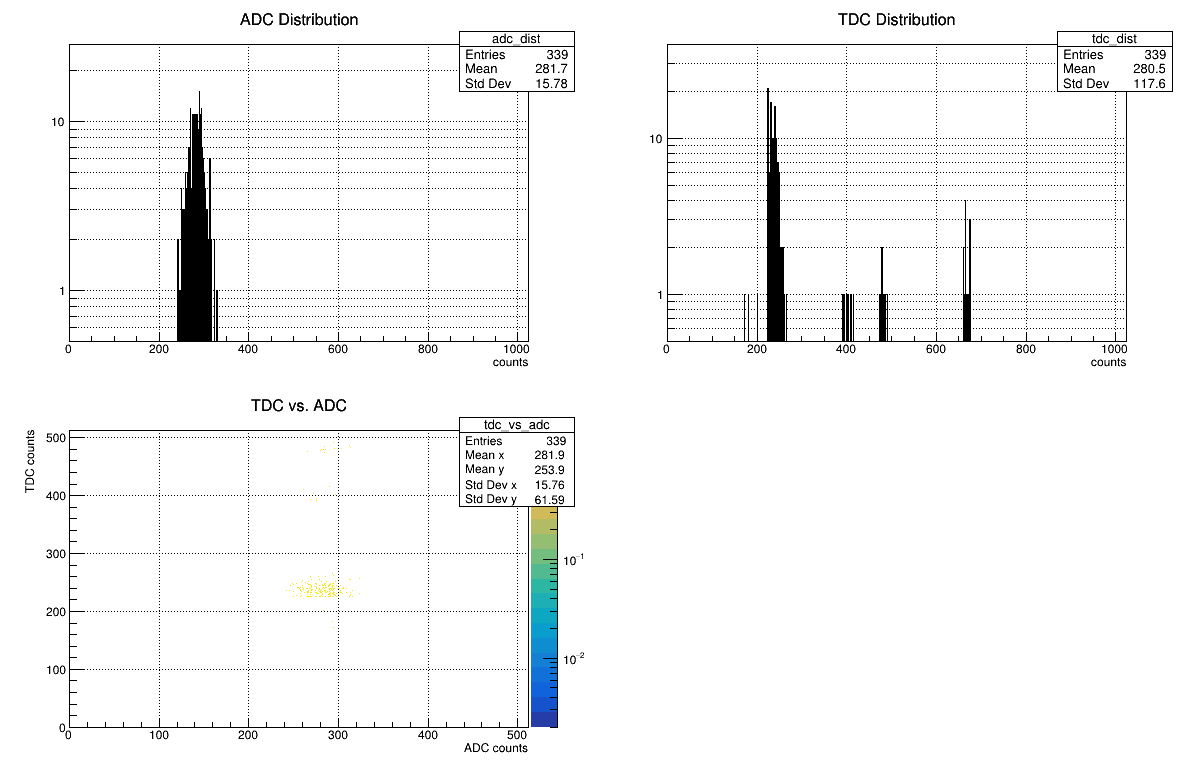 ADC Distribution
adc_dist
Entries 339
Mean 281.7
Std Dev 15.78
10
1
0 200 400 600 800 1000
counts
TDC Distribution
tdc_dist
Entries 339
Mean 280.5
Std Dev 117.6
10
1
0 200 400 600 800 1000
counts
TDC vs. ADC
tdc_vs_adc
Entries 339
Mean x 281.9
Mean y 253.9
Std Dev x 15.76
Std Dev y 61.59
TDC counts
500
400
300
200
100
0
0 100 200 300 400 500
ADC counts
10⁻¹
10⁻²